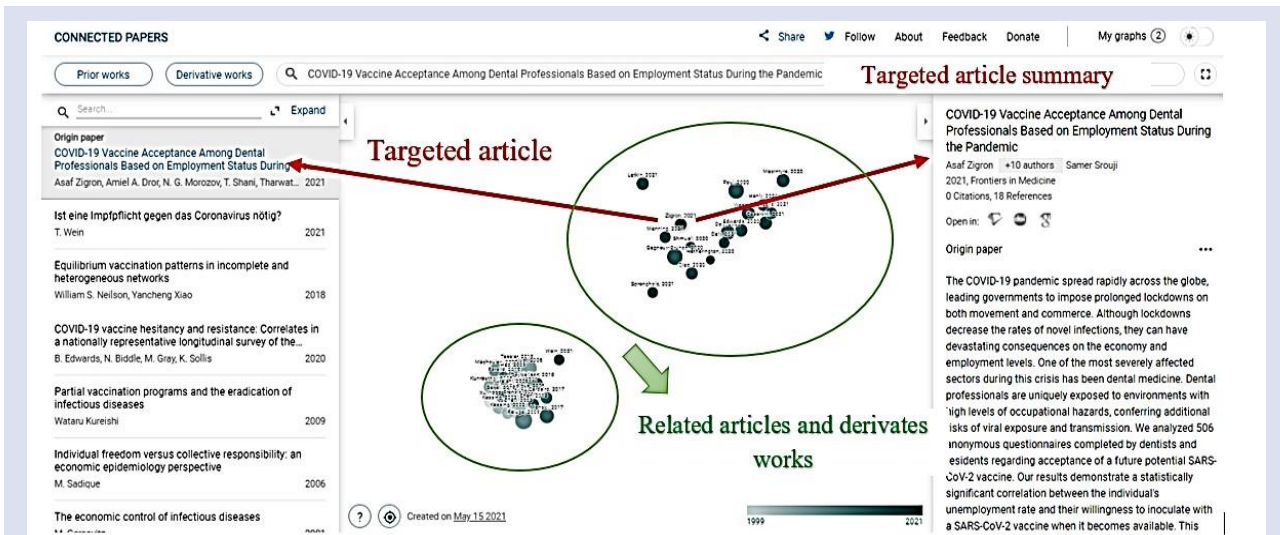 CONNECTED PAPERS
Share Follow About Feedback Donate My graphs 2
Prior works Derivative works COVID-19 Vaccine Acceptance Among Dental Professionals Based on Employment Status During the Pandemic
Targeted article summary
Search...
Expand
Origin paper
COVID-19 Vaccine Acceptance Among Dental
Professionals Based on Employment Status During
Asaf Zigron, Amiel A. Dror, N. G. Morozov, T. Shani, Tharwat... 2021
Ist eine Impfpflicht gegen das Coronavirus nötig?
T. Wein 2021
Equilibrium vaccination patterns in incomplete and
heterogeneous networks
William S. Neilson, Yancheng Xiao 2018
COVID-19 vaccine hesitancy and resistance: Correlates in
a nationally representative longitudinal survey of the...
B. Edwards, N. Biddle, M. Gray, K. Sollis 2020
Partial vaccination programs and the eradication of
infectious diseases
Wataru Kureishi 2009
Individual freedom versus collective responsibility: an
economic epidemiology perspective
M. Sadique 2006
The economic control of infectious diseases
2001
Targeted article
Latkin, 2021
Zigron, 2021
Manning, 2021
Shmuel, 2020
Sprengholz, 2021
Wein, 2021
Related articles and derivates
works
?
Created on May 15 2021
1999 2021
COVID-19 Vaccine Acceptance Among Dental
Professionals Based on Employment Status During
the Pandemic
Asaf Zigron +10 authors Samer Srouji
2021, Frontiers in Medicine
0 Citations, 18 References
Open in:
Origin paper
The COVID-19 pandemic spread rapidly across the globe,
leading governments to impose prolonged lockdowns on
both movement and commerce. Although lockdowns
decrease the rates of novel infections, they can have
devastating consequences on the economy and
employment levels. One of the most severely affected
sectors during this crisis has been dental medicine. Dental
professionals are uniquely exposed to environments with
high levels of occupational hazards, conferring additional
risks of viral exposure and transmission. We analyzed 506
anonymous questionnaires completed by dentists and
residents regarding acceptance of a future potential SARS-
CoV-2 vaccine. Our results demonstrate a statistically
significant correlation between the individual's
unemployment rate and their willingness to inoculate with
a SARS-CoV-2 vaccine when it becomes available. This